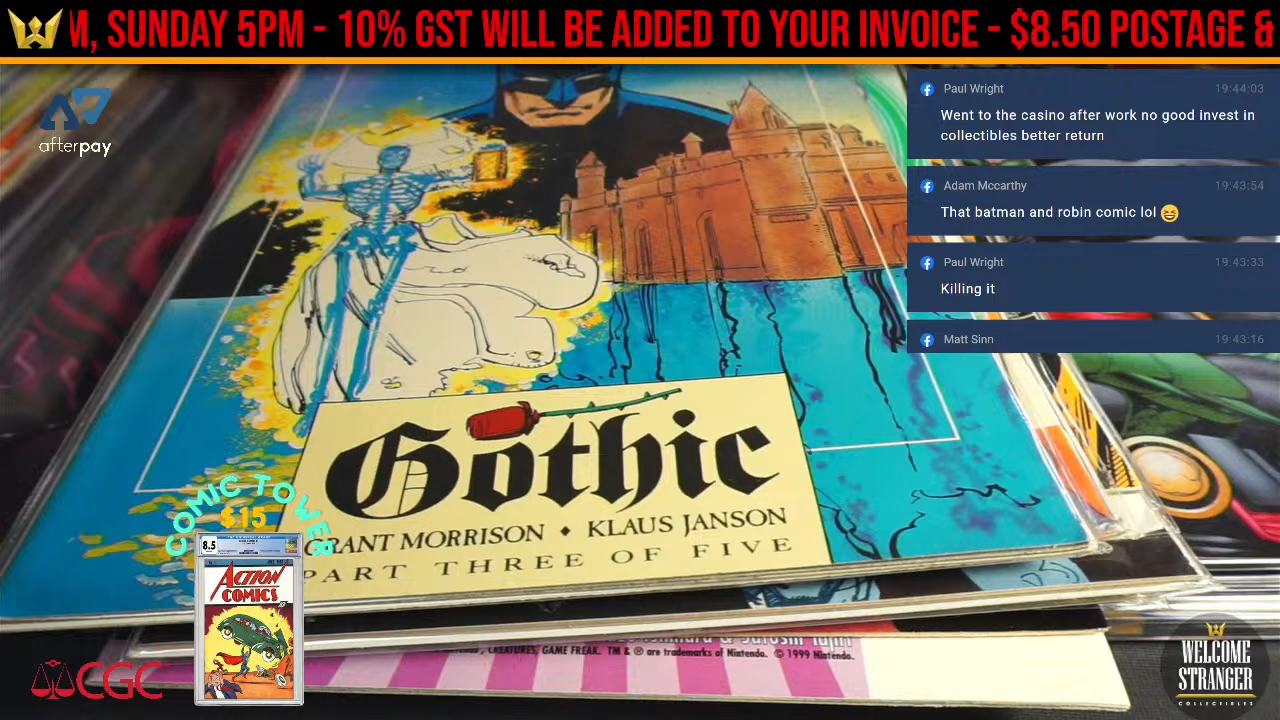 M, SUNDAY 5PM - 10% GST WILL BE ADDED TO YOUR INVOICE - $8.50 POSTAGE &
afterpay
Paul Wright 19:44:03
Went to the casino after work no good invest in
collectibles better return
Adam Mccarthy 19:43:54
That batman and robin comic lol 😆
Paul Wright 19:43:33
Killing it
Matt Sinn 19:43:16
Gothic
RANT MORRISON ♦ KLAUS JANSON
PART THREE OF FIVE
COMIC TOWER
$15
8.5
ACTION
COMICS
CREATURES, GAME FREAK. TM & ® are trademarks of Nintendo. © 1999 Nintendo.
CGC
WELCOME
STRANGER
COLLECTIBLES